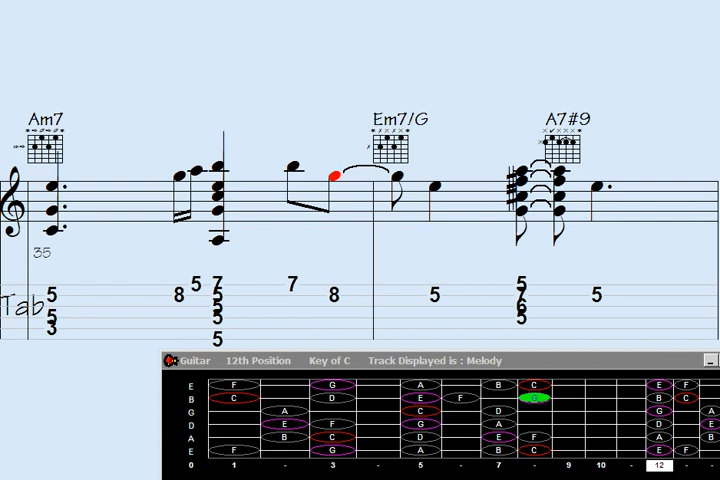 Am7 Em7/G A7#9
35
5 7 7 5
Tab 5 8 5 8 5 7 5
5 5 6
3 5
5
Guitar 12th Position Key of C Track Displayed is : Melody
E F G A B C E F
B C D E F G B C
G A C D G A
D E F G A D E
A B C D E F A B
E F G A B C E F
0 1 - 3 - 5 - 7 - 9 10 - 12 - -